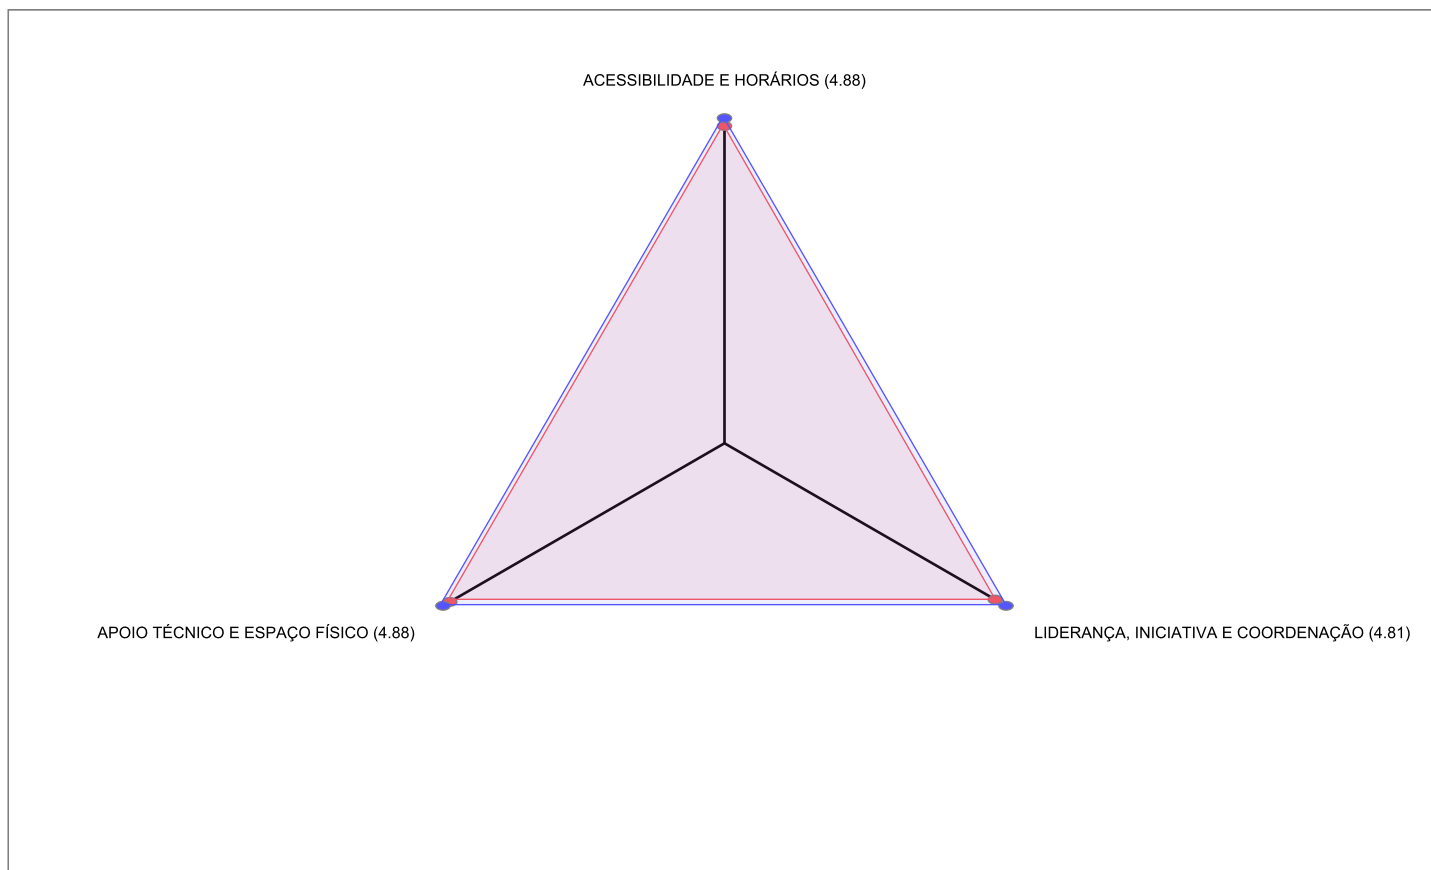 ACESSIBILIDADE E HORÁRIOS (4.88)
APOIO TÉCNICO E ESPAÇO FÍSICO (4.88)
LIDERANÇA, INICIATIVA E COORDENAÇÃO (4.81)